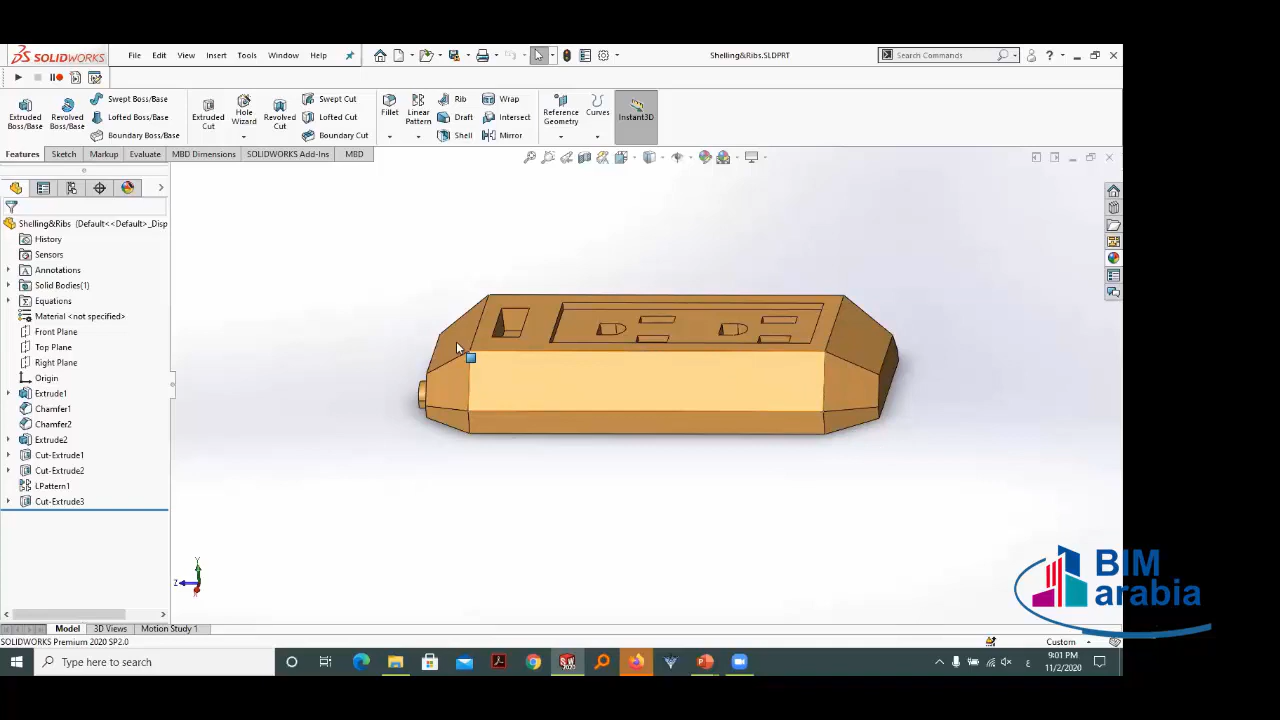 SOLIDWORKS
File
Edit
View
Insert
Tools
Window
Help
Shelling&Ribs.SLDPRT
Search Commands
Extruded Boss/Base
Revolved Boss/Base
Swept Boss/Base
Lofted Boss/Base
Boundary Boss/Base
Extruded Cut
Hole Wizard
Revolved Cut
Swept Cut
Lofted Cut
Boundary Cut
Fillet
Linear Pattern
Rib
Draft
Shell
Wrap
Intersect
Mirror
Reference Geometry
Curves
Instant3D
Features
Sketch
Markup
Evaluate
MBD Dimensions
SOLIDWORKS Add-Ins
MBD
Shelling&Ribs (Default<<Default>_Disp
History
Sensors
Annotations
Solid Bodies(1)
Equations
Material <not specified>
Front Plane
Top Plane
Right Plane
Origin
Extrude1
Chamfer1
Chamfer2
Extrude2
Cut-Extrude1
Cut-Extrude2
LPattern1
Cut-Extrude3
Y
Z
BIM
arabia
Model
3D Views
Motion Study 1
SOLIDWORKS Premium 2020 SP2.0
Custom
Type here to search
ع
9:01 PM
11/2/2020